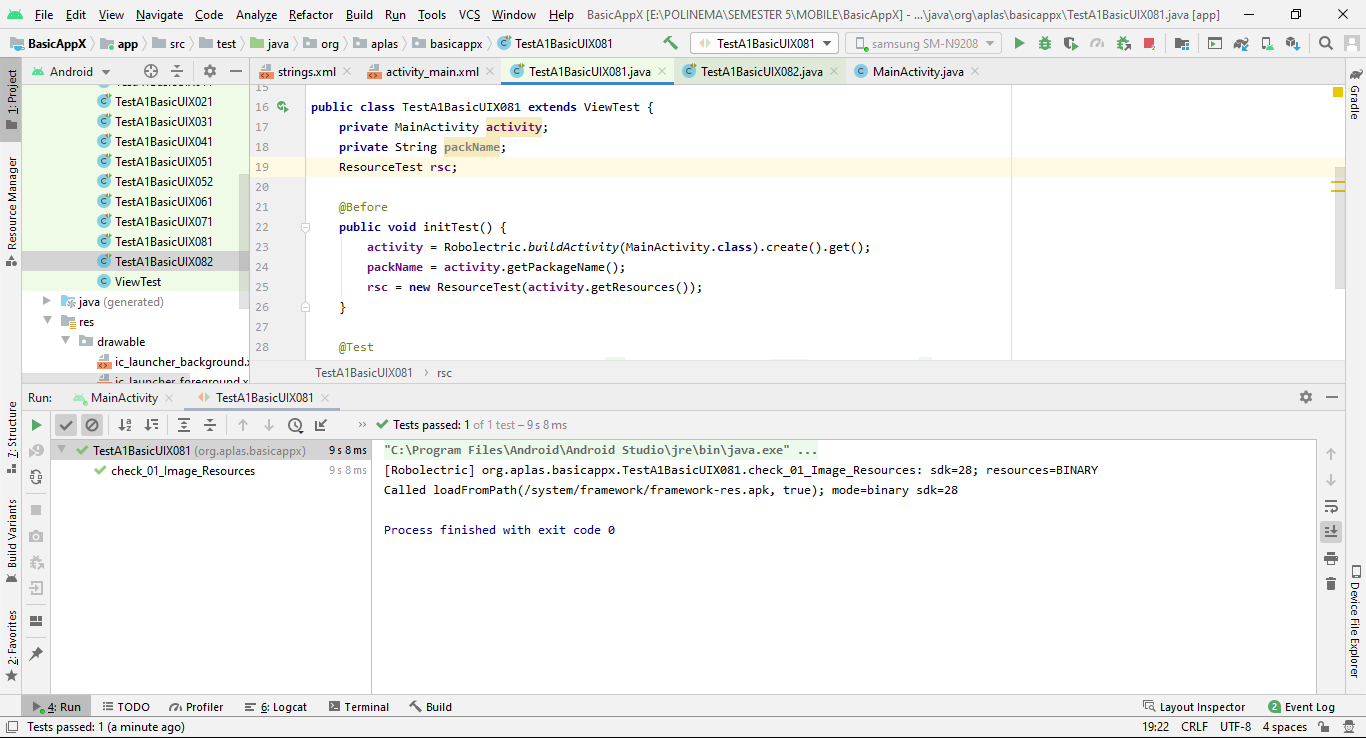 File Edit View Navigate Code Analyze Refactor Build Run Tools VCS Window Help BasicAppX [E:\POLINEMA\SEMESTER 5\MOBILE\BasicAppX] - ...\java\org\aplas\basicappx\TestA1BasicUIX081.java [app]
BasicAppX app src test java org aplas basicappx TestA1BasicUIX081 TestA1BasicUIX081 samsung SM-N9208
Android strings.xml activity_main.xml TestA1BasicUIX081.java TestA1BasicUIX082.java MainActivity.java
1: Project
Resource Manager
Z: Structure
Build Variants
2: Favorites
Gradle
Device File Explorer
TestA1BasicUIX021
TestA1BasicUIX031
TestA1BasicUIX041
TestA1BasicUIX051
TestA1BasicUIX052
TestA1BasicUIX061
TestA1BasicUIX071
TestA1BasicUIX081
TestA1BasicUIX082
ViewTest
java (generated)
res
drawable
ic_launcher_background.x
ic_launcher_foreground.x
15
16 public class TestA1BasicUIX081 extends ViewTest {
17 private MainActivity activity;
18 private String packName;
19 ResourceTest rsc;
20
21 @Before
22 public void initTest() {
23 activity = Robolectric.buildActivity(MainActivity.class).create().get();
24 packName = activity.getPackageName();
25 rsc = new ResourceTest(activity.getResources());
26 }
27
28 @Test
TestA1BasicUIX081 › rsc
Run: MainActivity TestA1BasicUIX081
» Tests passed: 1 of 1 test – 9 s 8 ms
TestA1BasicUIX081 (org.aplas.basicappx) 9 s 8 ms
check_01_Image_Resources 9 s 8 ms
"C:\Program Files\Android\Android Studio\jre\bin\java.exe" ...
[Robolectric] org.aplas.basicappx.TestA1BasicUIX081.check_01_Image_Resources: sdk=28; resources=BINARY
Called loadFromPath(/system/framework/framework-res.apk, true); mode=binary sdk=28
Process finished with exit code 0
4: Run TODO Profiler 6: Logcat Terminal Build Layout Inspector 2 Event Log
Tests passed: 1 (a minute ago) 19:22 CRLF UTF-8 4 spaces